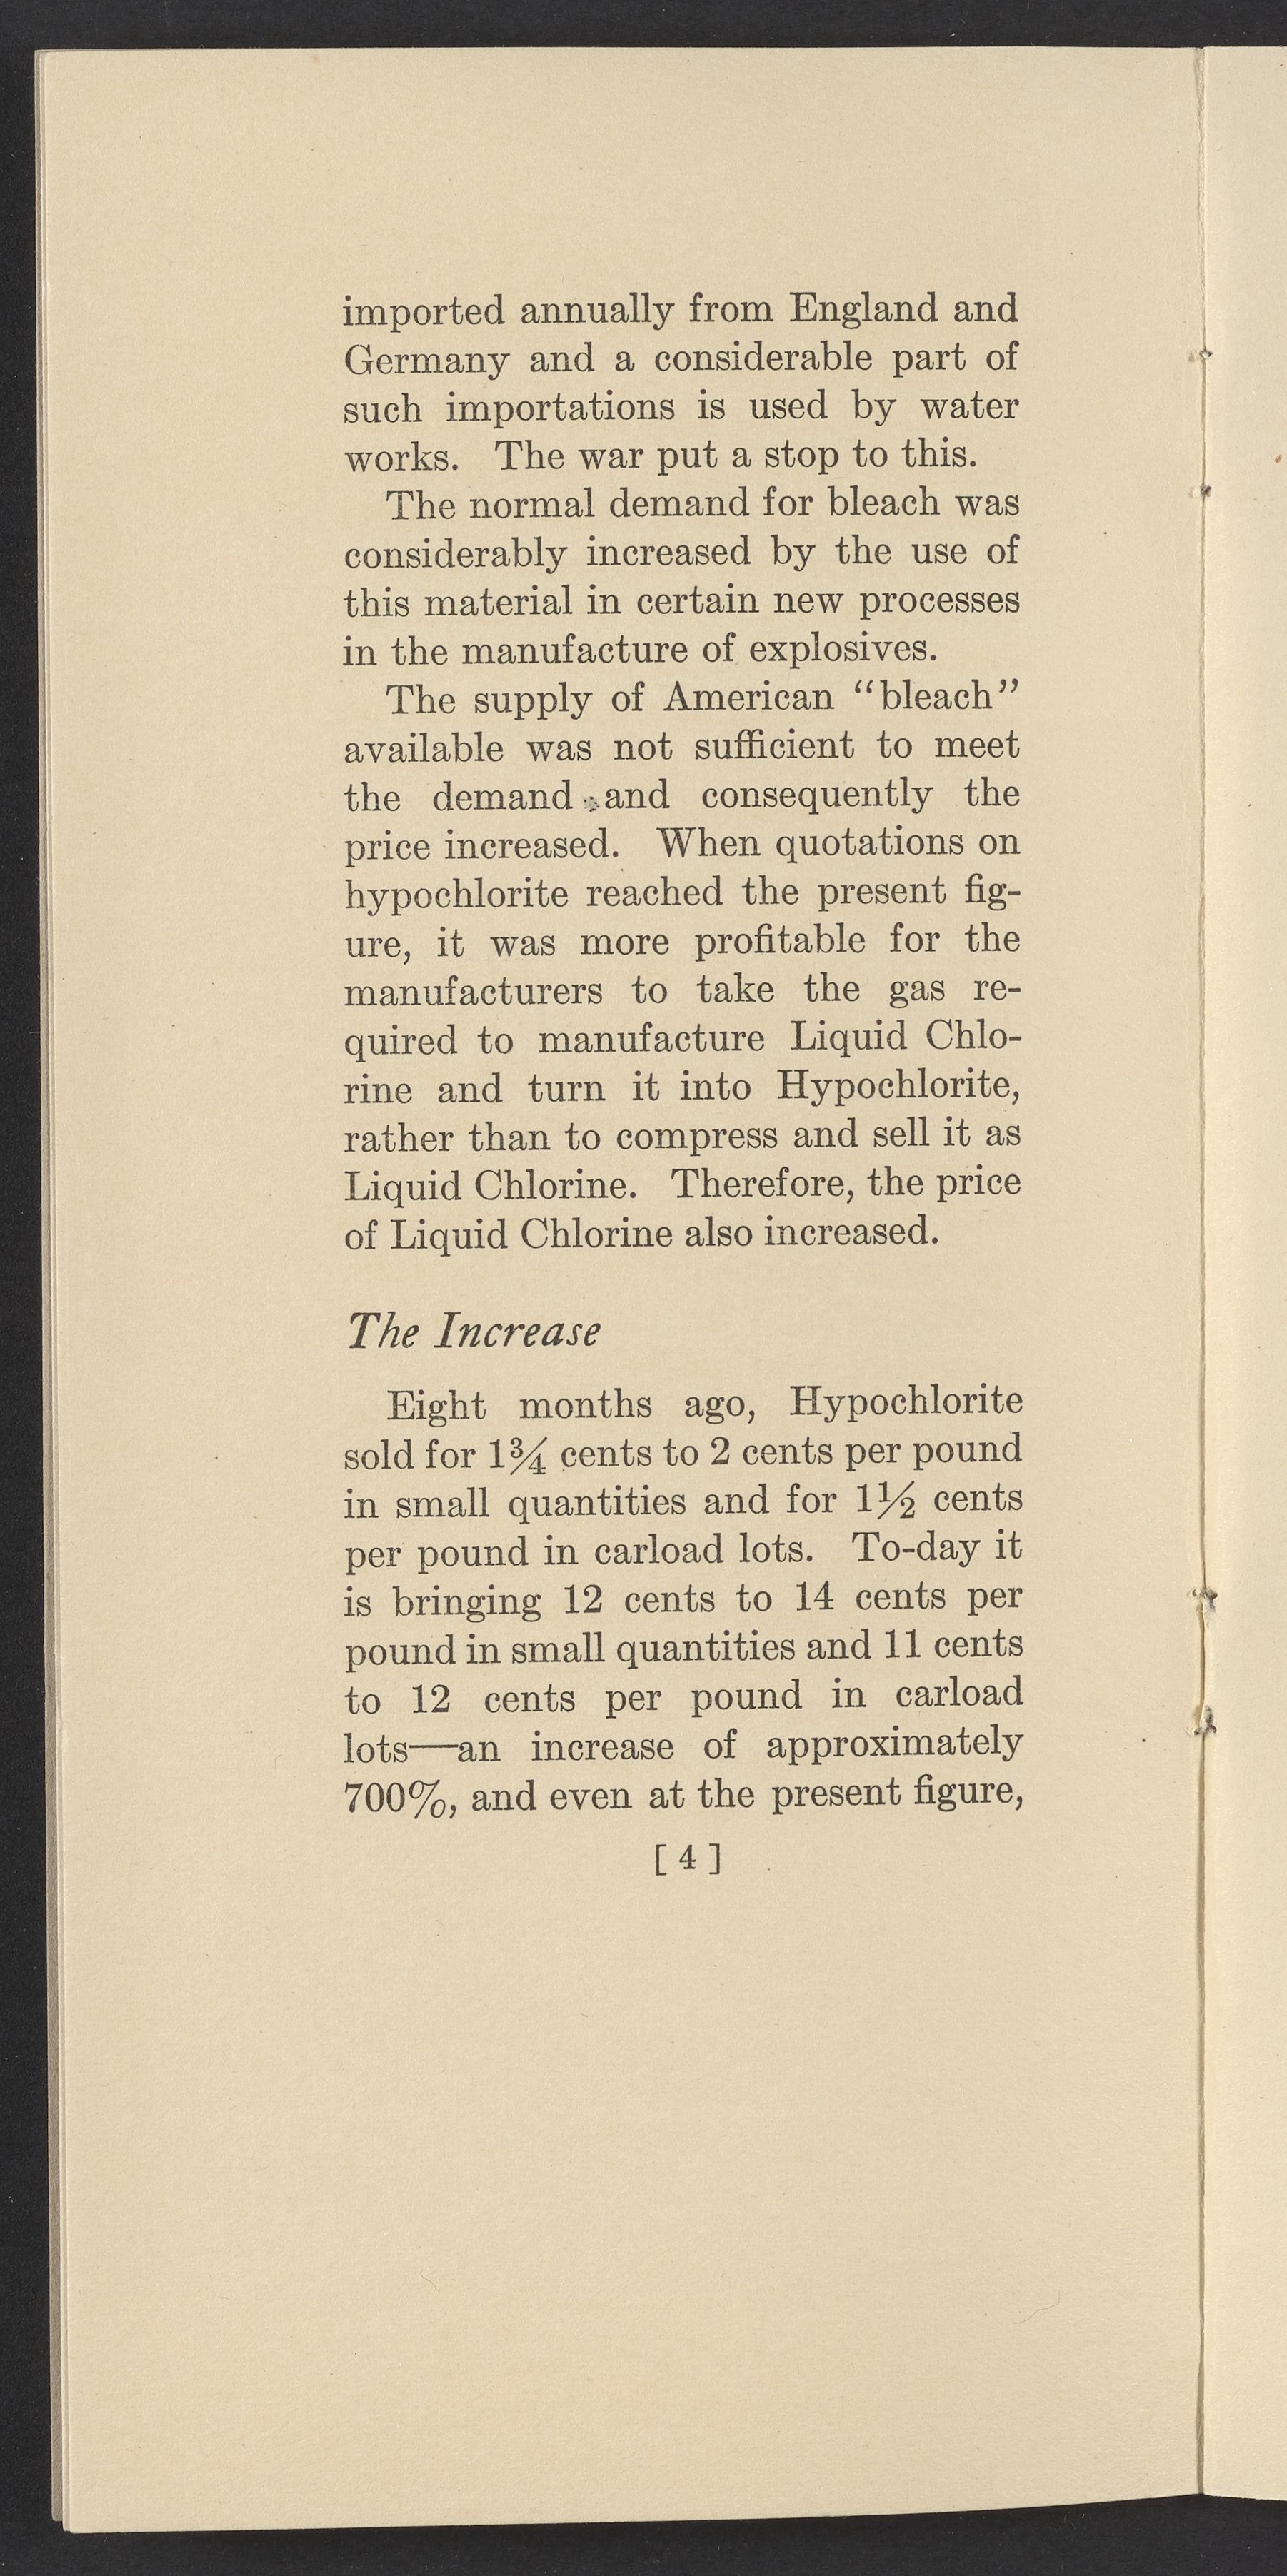 imported annually from England and
Germany and a considerable part of
such importations is used by water
works. The war put a stop to this.
The normal demand for bleach was
considerably increased by the use of
this material in certain new processes
in the manufacture of explosives.
The supply of American “bleach”
available was not sufficient to meet
the demand and consequently the
price increased. When quotations on
hypochlorite reached the present fig-
ure, it was more profitable for the
manufacturers to take the gas re-
quired to manufacture Liquid Chlo-
rine and turn it into Hypochlorite,
rather than to compress and sell it as
Liquid Chlorine. Therefore, the price
of Liquid Chlorine also increased.
The Increase
Eight months ago, Hypochlorite
sold for 1¾ cents to 2 cents per pound
in small quantities and for 1½ cents
per pound in carload lots. To-day it
is bringing 12 cents to 14 cents per
pound in small quantities and 11 cents
to 12 cents per pound in carload
lots—an increase of approximately
700%, and even at the present figure,
[ 4 ]